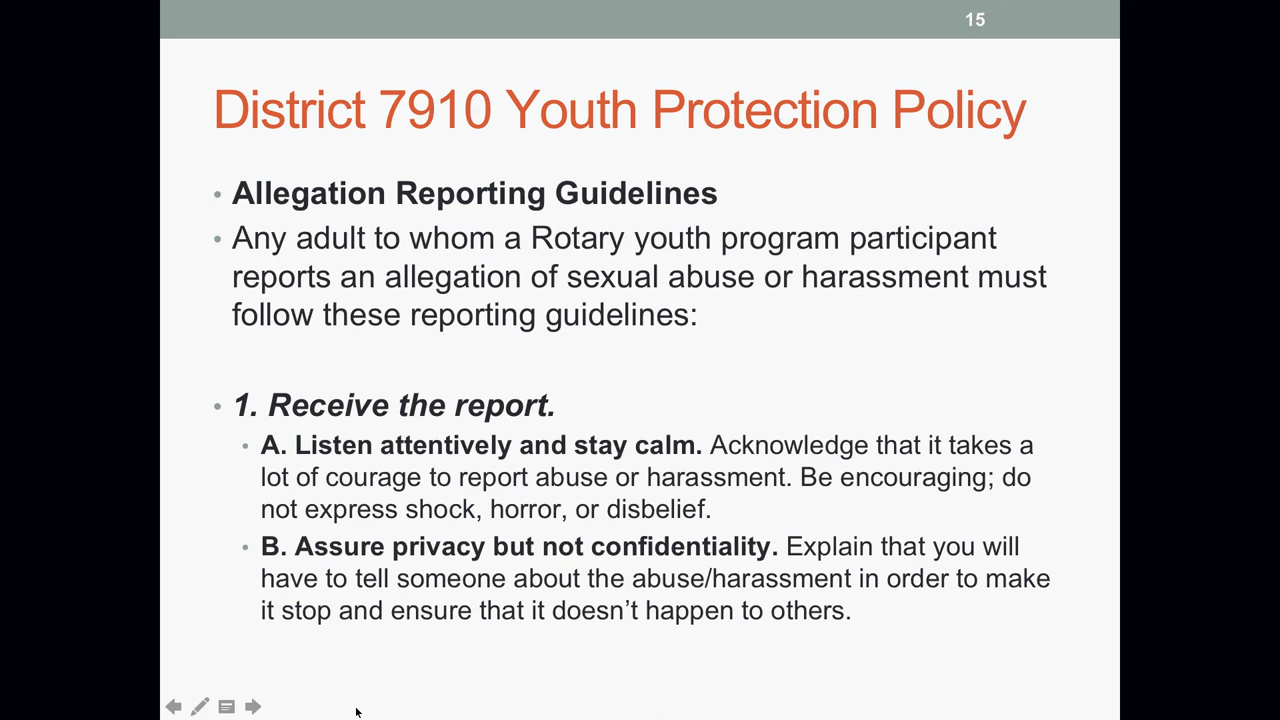 15
District 7910 Youth Protection Policy
• Allegation Reporting Guidelines
• Any adult to whom a Rotary youth program participant
reports an allegation of sexual abuse or harassment must
follow these reporting guidelines:
• 1. Receive the report.
• A. Listen attentively and stay calm. Acknowledge that it takes a
lot of courage to report abuse or harassment. Be encouraging; do
not express shock, horror, or disbelief.
• B. Assure privacy but not confidentiality. Explain that you will
have to tell someone about the abuse/harassment in order to make
it stop and ensure that it doesn’t happen to others.